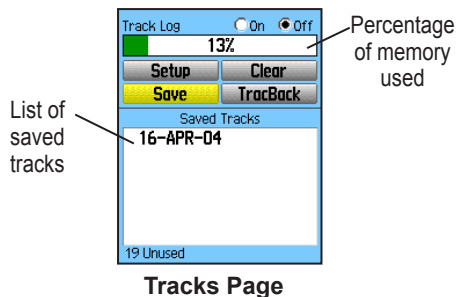 Track Log On Off
13%
Setup Clear
Save TracBack
Saved Tracks
16-APR-04
19 Unused
Percentage
of memory
used
List of
saved
tracks
Tracks Page